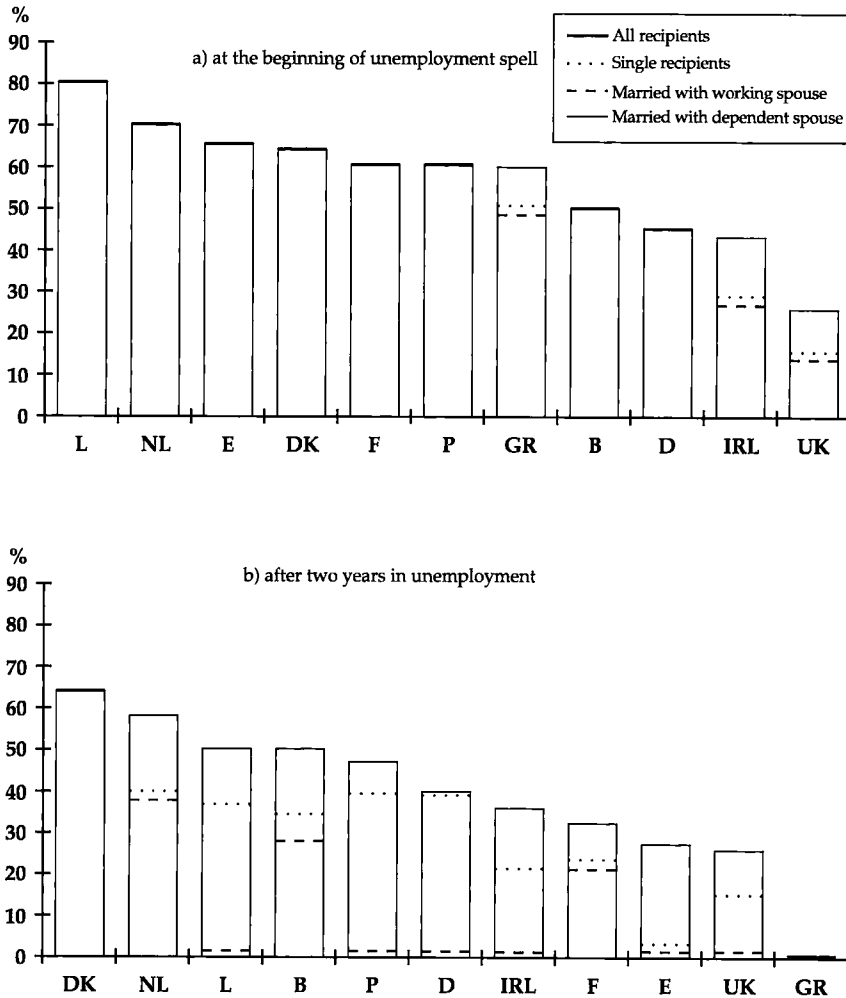 %
90
80
70
60
50
40
30
20
10
0
a) at the beginning of unemployment spell
All recipients
Single recipients
Married with working spouse
Married with dependent spouse
L NL E DK F P GR B D IRL UK
%
90
80
70
60
50
40
30
20
10
0
b) after two years in unemployment
DK NL L B P D IRL F E UK GR